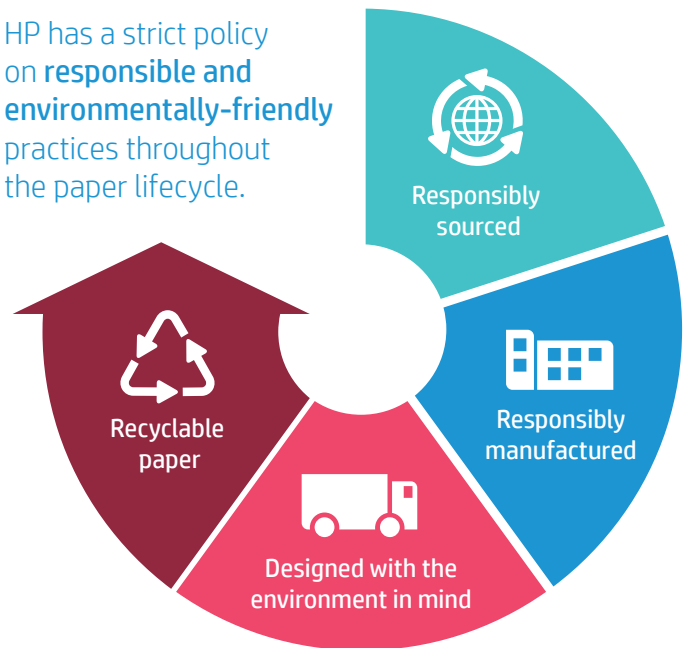 HP has a strict policy
on responsible and
environmentally-friendly
practices throughout
the paper lifecycle.
Responsibly
sourced
Responsibly
manufactured
Designed with the
environment in mind
Recyclable
paper